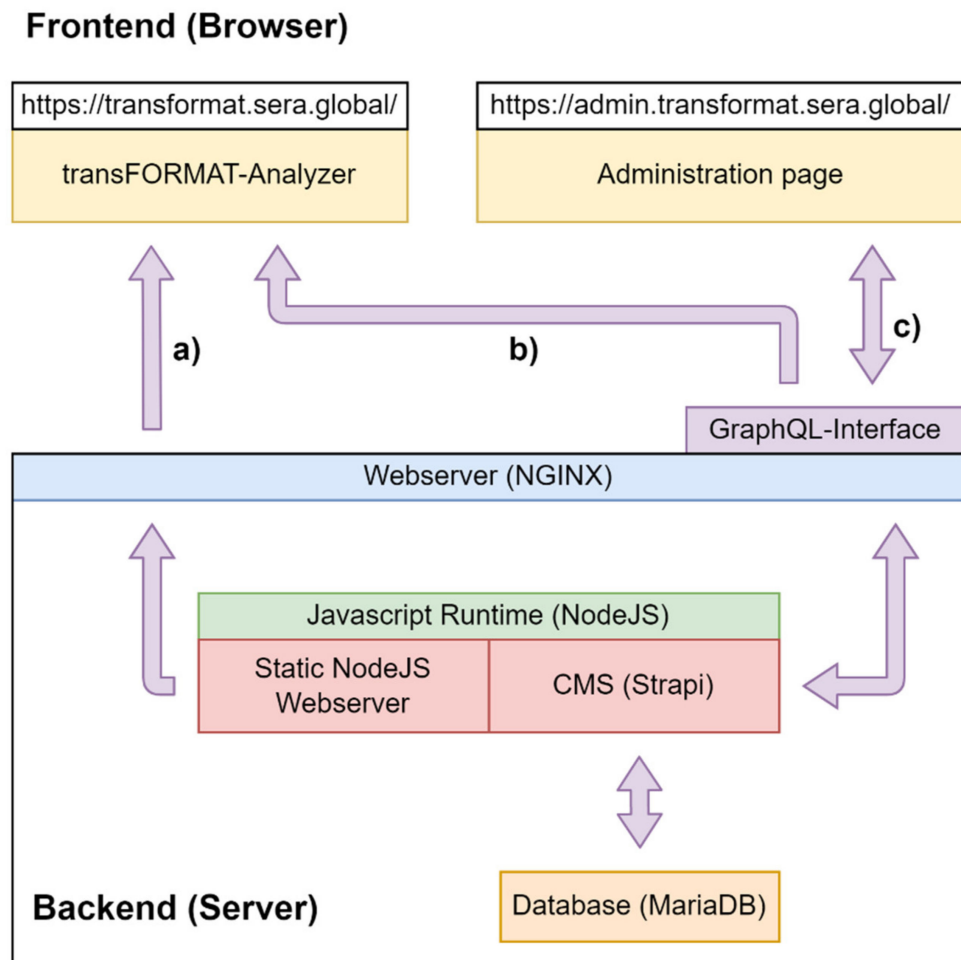 Frontend (Browser)
https://transformat.sera.global/
https://admin.transformat.sera.global/
transFORMAT-Analyzer
Administration page
a)
b)
c)
GraphQL-Interface
Webserver (NGINX)
Javascript Runtime (NodeJS)
Static NodeJS
Webserver
CMS (Strapi)
Database (MariaDB)
Backend (Server)